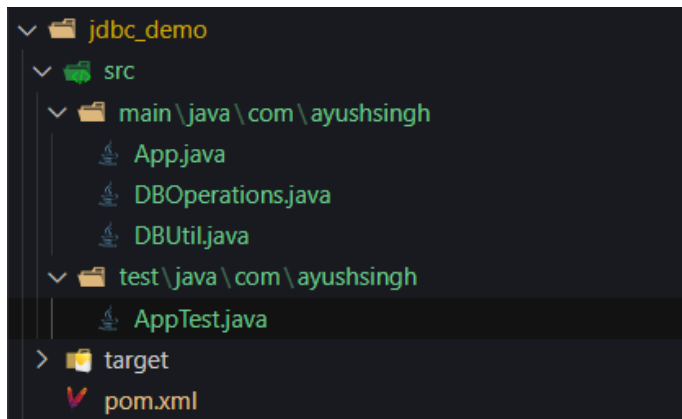 jdbc_demo
src
main\java\com\ayushsingh
App.java
DBOperations.java
DBUtil.java
test\java\com\ayushsingh
AppTest.java
target
pom.xml